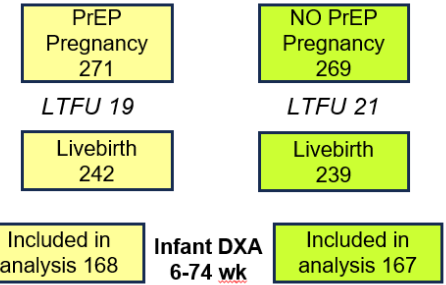 PrEP
Pregnancy
271
NO PrEP
Pregnancy
269
LTFU 19
LTFU 21
Livebirth
242
Livebirth
239
Included in
analysis 168
Infant DXA
6-74 wk
Included in
analysis 167